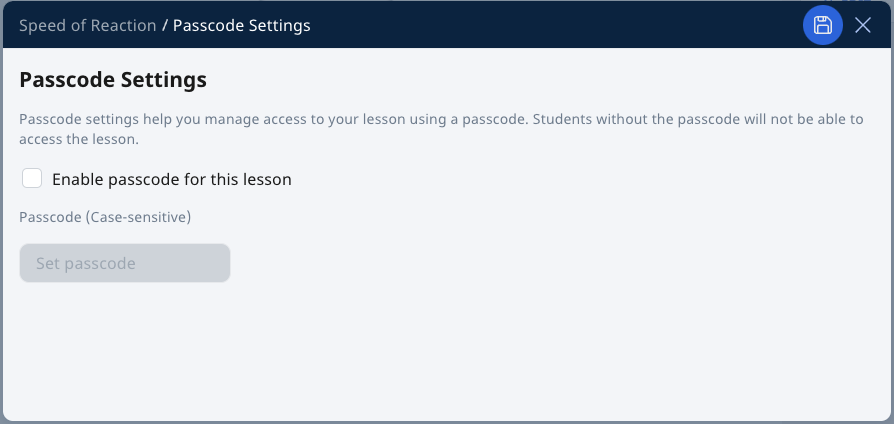 Speed of Reaction / Passcode Settings
Passcode Settings
Passcode settings help you manage access to your lesson using a passcode. Students without the passcode will not be able to
access the lesson.
Enable passcode for this lesson
Passcode (Case-sensitive)
Set passcode